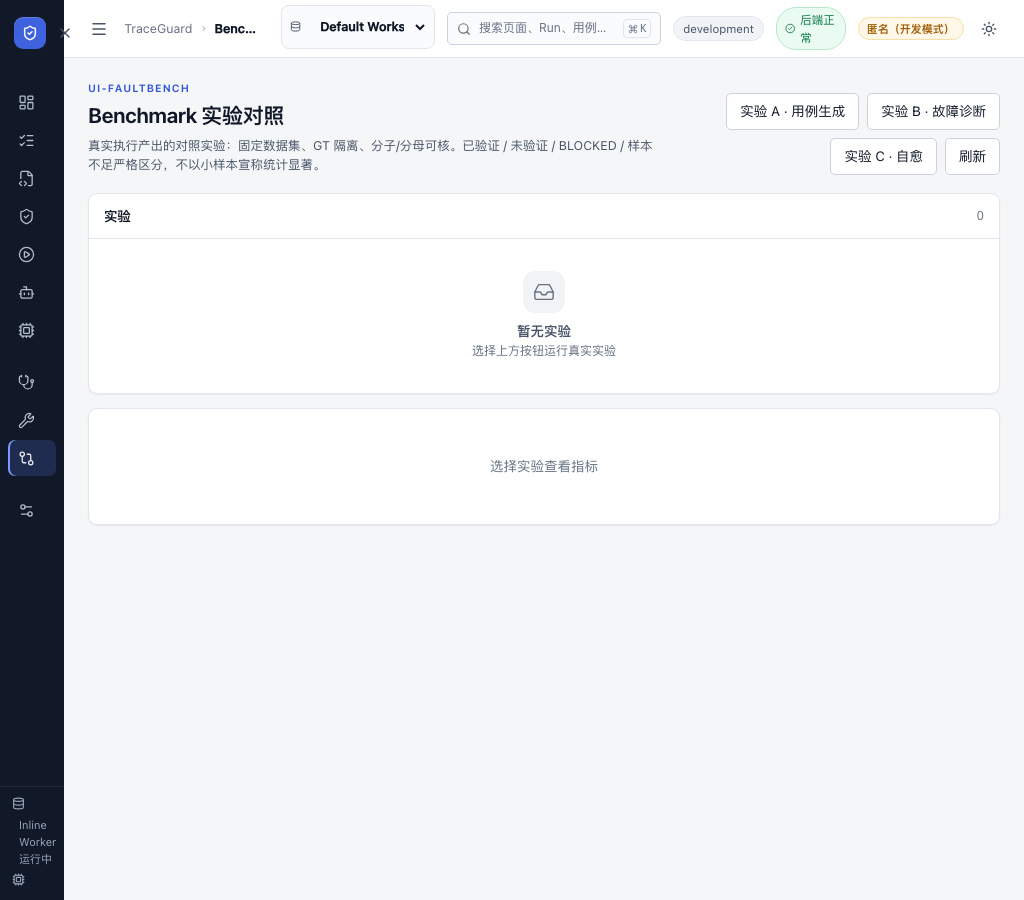 TraceGuard › Benc...
Default Works
搜索页面、Run、用例... ⌘ K
development
后端正
常
匿名（开发模式）
UI-FAULTBENCH
Benchmark 实验对照
真实执行产出的对照实验：固定数据集、GT 隔离、分子/分母可核。已验证 / 未验证 / BLOCKED / 样本
不足严格区分，不以小样本宣称统计显著。
实验 A · 用例生成
实验 B · 故障诊断
实验 C · 自愈
刷新
实验
0
暂无实验
选择上方按钮运行真实实验
选择实验查看指标
Inline
Worker
运行中